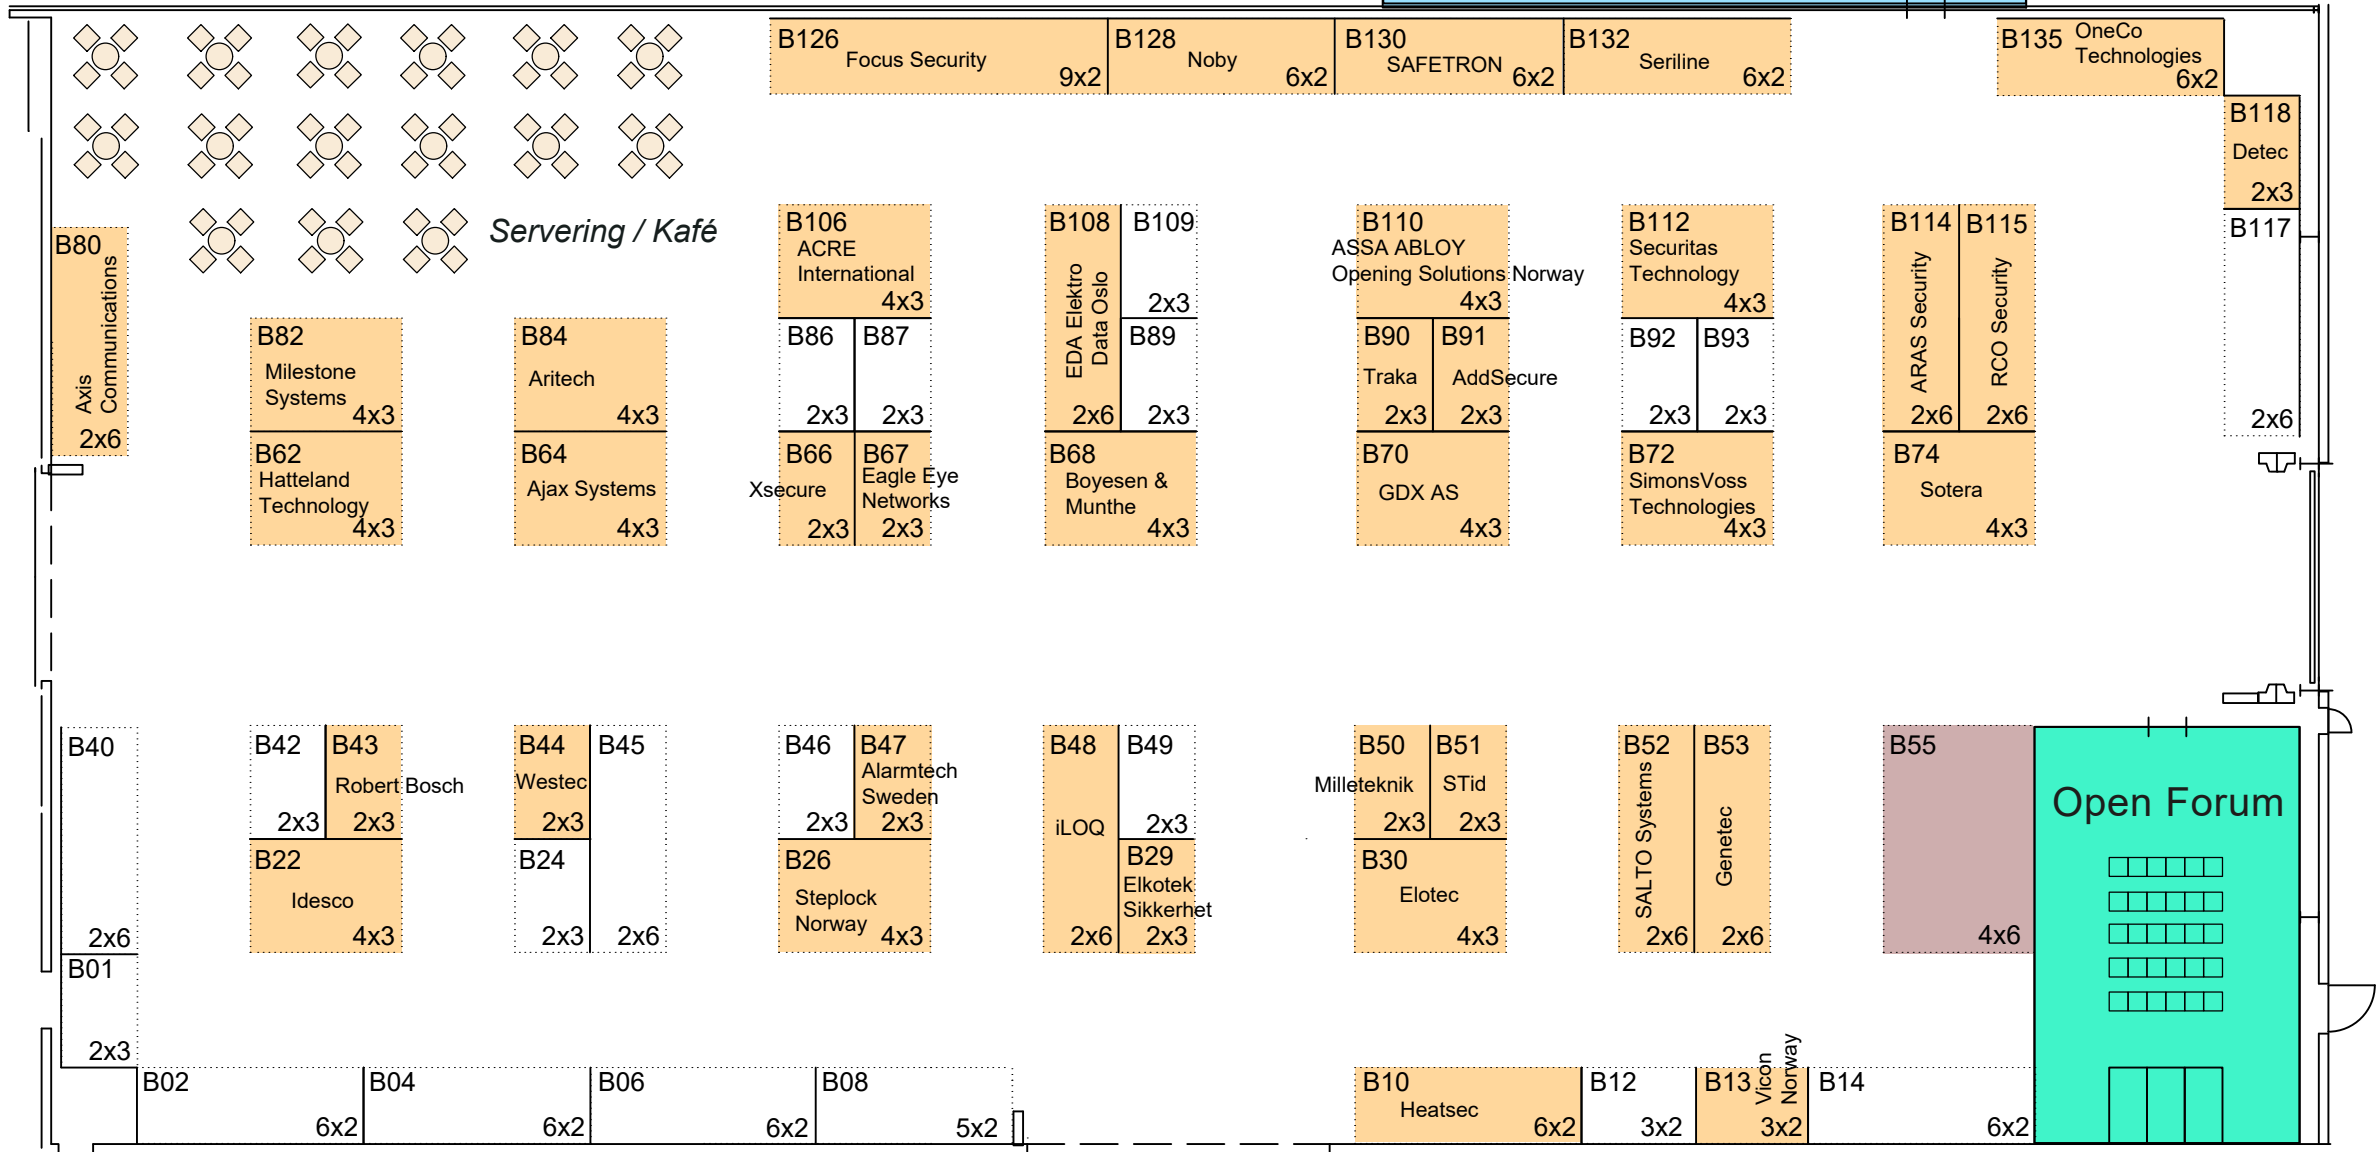 B126
Focus Security
9x2
B128
Noby
6x2
B130
SAFETRON
6x2
B132
Seriline
6x2
B135
OneCo
Technologies
6x2
B118
Detec
2x3
B117
2x6
Servering / Kafé
B80
Axis
Communications
2x6
B82
Milestone
Systems
4x3
B62
Hatteland
Technology
4x3
B84
Aritech
4x3
B64
Ajax Systems
4x3
B106
ACRE
International
4x3
B86
2x3
B87
2x3
B66
Xsecure
2x3
B67
Eagle Eye
Networks
2x3
B108
EDA Elektro
Data Oslo
2x6
B109
2x3
B89
2x3
B68
Boyesen &
Munthe
4x3
B110
ASSA ABLOY
Opening Solutions Norway
4x3
B90
Traka
2x3
B91
AddSecure
2x3
B70
GDX AS
4x3
B112
Securitas
Technology
4x3
B92
2x3
B93
2x3
B72
SimonsVoss
Technologies
4x3
B114
ARAS Security
2x6
B115
RCO Security
2x6
B74
Sotera
4x3
B40
2x6
B01
2x3
B42
2x3
B43
Robert Bosch
2x3
B22
Idesco
4x3
B44
Westec
2x3
B45
2x6
B24
2x3
B46
2x3
B47
Alarmtech
Sweden
2x3
B26
Steplock
Norway
4x3
B48
iLOQ
2x6
B49
2x3
B29
Elkotek
Sikkerhet
2x3
B50
Milleteknik
2x3
B51
STid
2x3
B30
Elotec
4x3
B52
SALTO Systems
2x6
B53
Genetec
2x6
B55
4x6
Open Forum
B02
6x2
B04
6x2
B06
6x2
B08
5x2
B10
Heatsec
6x2
B12
3x2
B13
Vicon
Norway
3x2
B14
6x2